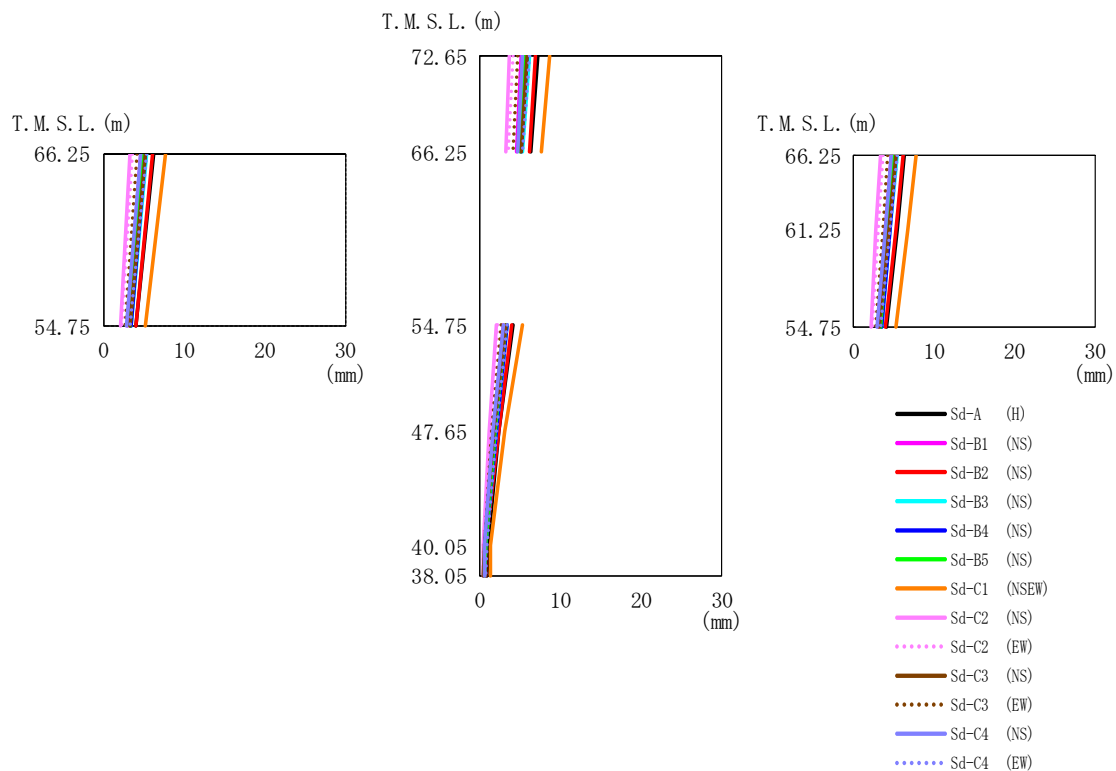 T.M.S.L.(m)
66.25
54.75
0 10 20 30
(mm)
T.M.S.L.(m)
72.65
66.25
54.75
47.65
40.05
38.05
0 10 20 30
(mm)
T.M.S.L.(m)
66.25
61.25
54.75
0 10 20 30
(mm)
Sd-A (H)
Sd-B1 (NS)
Sd-B2 (NS)
Sd-B3 (NS)
Sd-B4 (NS)
Sd-B5 (NS)
Sd-C1 (NSEW)
Sd-C2 (NS)
Sd-C2 (EW)
Sd-C3 (NS)
Sd-C3 (EW)
Sd-C4 (NS)
Sd-C4 (EW)